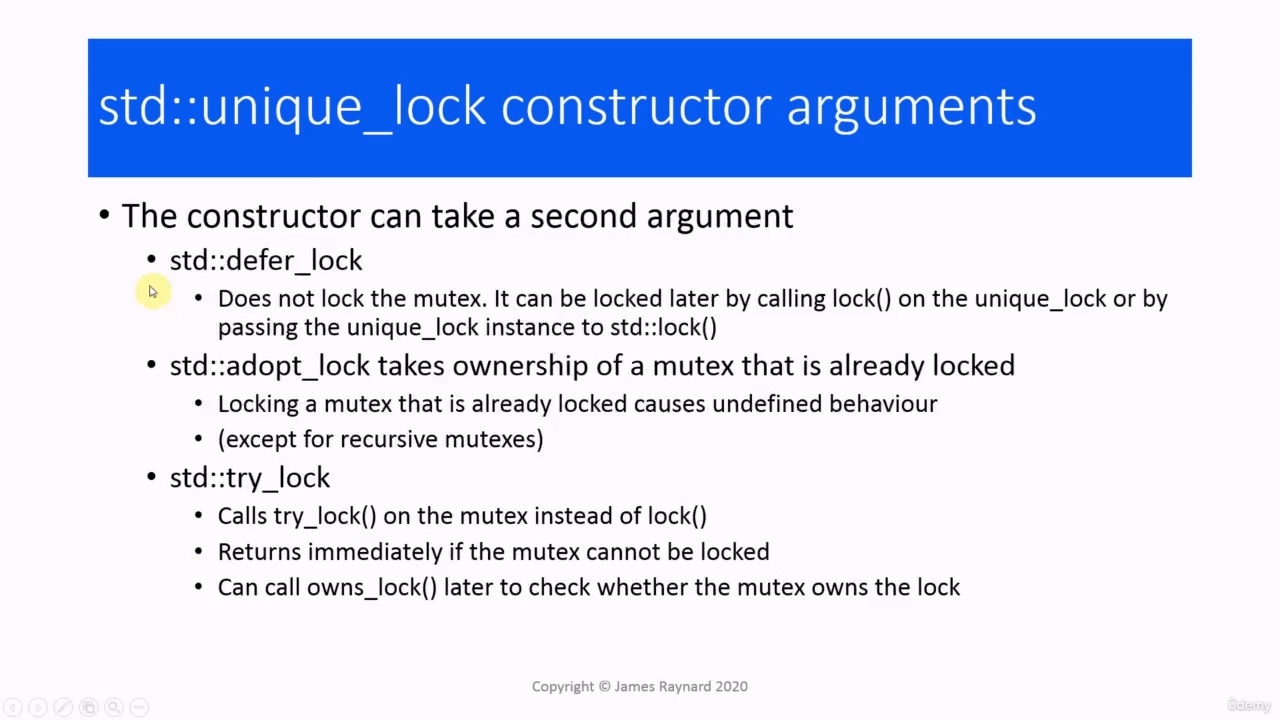 std::unique_lock constructor arguments
• The constructor can take a second argument
• std::defer_lock
• Does not lock the mutex. It can be locked later by calling lock() on the unique_lock or by
passing the unique_lock instance to std::lock()
• std::adopt_lock takes ownership of a mutex that is already locked
• Locking a mutex that is already locked causes undefined behaviour
• (except for recursive mutexes)
• std::try_lock
• Calls try_lock() on the mutex instead of lock()
• Returns immediately if the mutex cannot be locked
• Can call owns_lock() later to check whether the mutex owns the lock
Copyright © James Raynard 2020
ûdemy